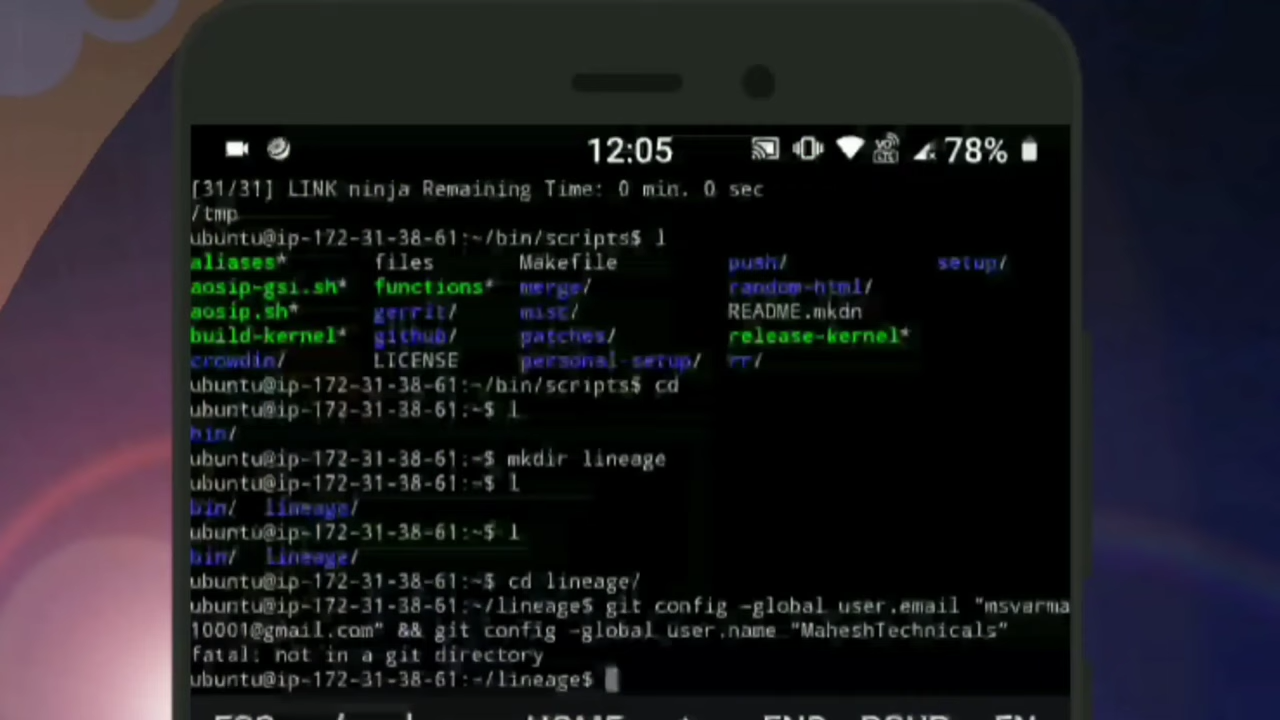 12:05 78%
[31/31] LINK ninja Remaining Time: 0 min. 0 sec
/tmp
ubuntu@ip-172-31-38-61:~/bin/scripts$ l
aliases* files Makefile push/ setup/
aosip-gsi.sh* functions* merge/ random-html/
aosip.sh* gerrit/ mist/ README.mkdn
build-kernel* github/ patches/ release-kernel*
crowdin/ LICENSE personal-setup/ rr/
ubuntu@ip-172-31-38-61:~/bin/scripts$ cd
ubuntu@ip-172-31-38-61:~$ l
bin/
ubuntu@ip-172-31-38-61:~$ mkdir lineage
ubuntu@ip-172-31-38-61:~$ l
bin/ lineage/
ubuntu@ip-172-31-38-61:~$ l
bin/ lineage/
ubuntu@ip-172-31-38-61:~$ cd lineage/
ubuntu@ip-172-31-38-61:~/lineage$ git config –global user.email “msvarma
10001@gmail.com” && git config –global user.name “MaheshTechnicals”
fatal: not in a git directory
ubuntu@ip-172-31-38-61:~/lineage$